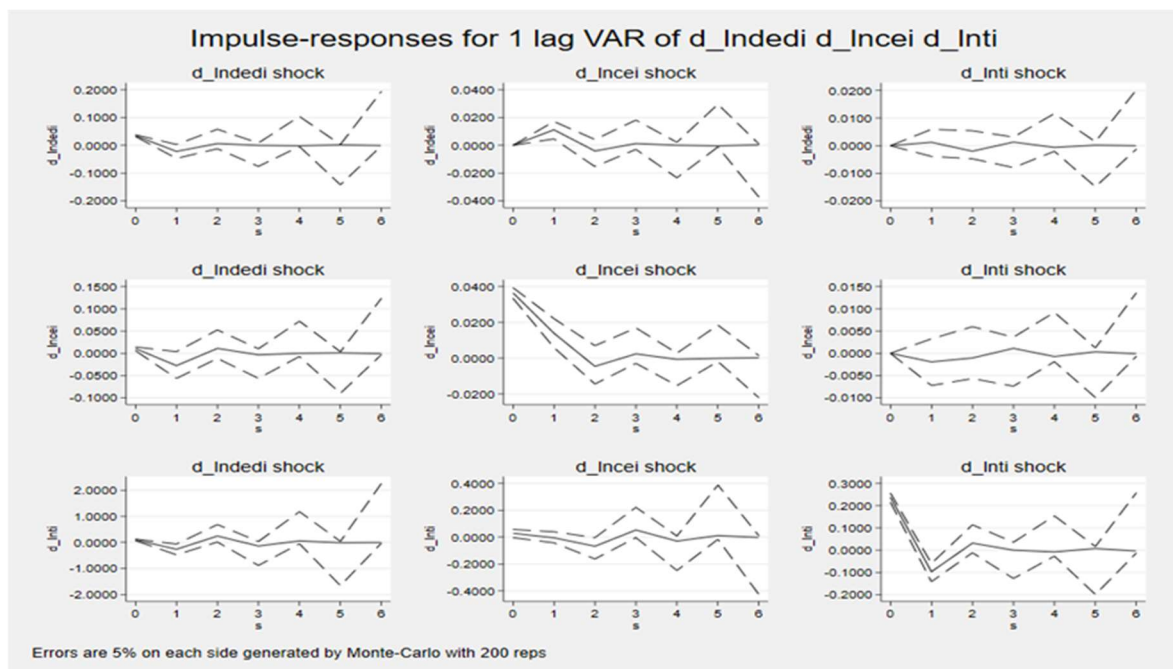 Impulse-responses for 1 lag VAR of d_lndedi d_lncei d_lnti
d_lndedi shock d_lncei shock d_lnti shock
d_lndedi
0.2000
0.1000
0.0000
-0.1000
-0.2000
0 1 2 3 4 5 6
s
d_lndedi
0.0400
0.0200
0.0000
-0.0200
-0.0400
0 1 2 3 4 5 6
s
d_lndedi
0.0200
0.0100
0.0000
-0.0100
-0.0200
0 1 2 3 4 5 6
s
d_lndedi shock d_lncei shock d_lnti shock
d_lncei
0.1500
0.1000
0.0500
0.0000
-0.0500
-0.1000
0 1 2 3 4 5 6
s
d_lncei
0.0400
0.0200
0.0000
-0.0200
0 1 2 3 4 5 6
s
d_lncei
0.0150
0.0100
0.0050
0.0000
-0.0050
-0.0100
0 1 2 3 4 5 6
s
d_lndedi shock d_lncei shock d_lnti shock
d_lnti
2.0000
1.0000
0.0000
-1.0000
-2.0000
0 1 2 3 4 5 6
s
d_lnti
0.4000
0.2000
0.0000
-0.2000
-0.4000
0 1 2 3 4 5 6
s
d_lnti
0.3000
0.2000
0.1000
0.0000
-0.1000
-0.2000
0 1 2 3 4 5 6
s
Errors are 5% on each side generated by Monte-Carlo with 200 reps